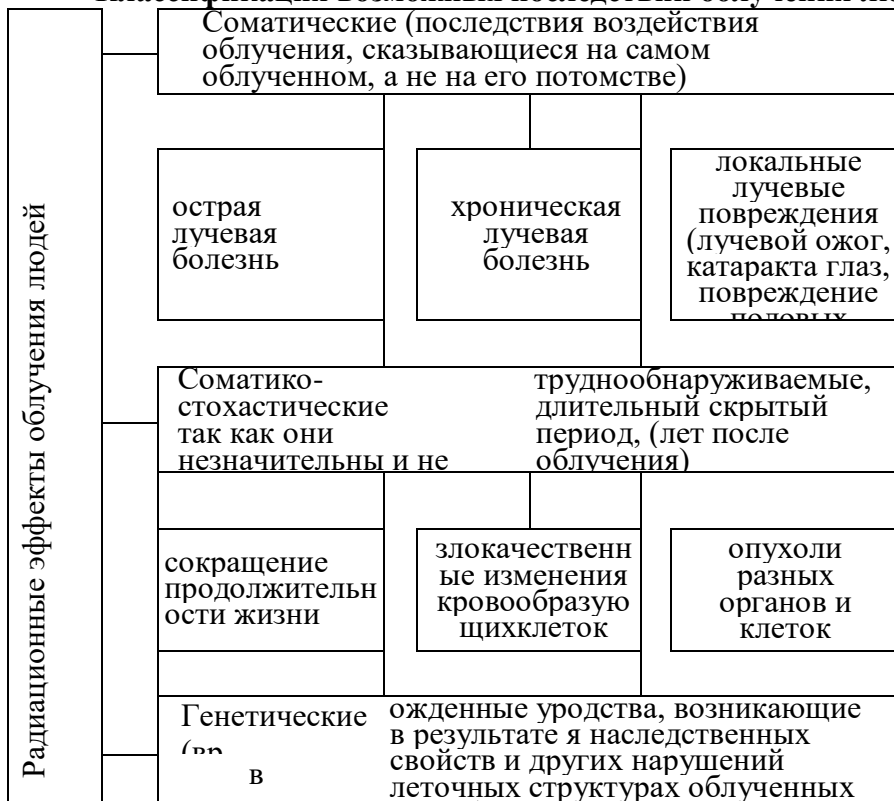 Соматические (последствия воздействия
облучения, сказывающиеся на самом
облученном, а не на его потомстве)
острая
лучевая
болезнь
хроническая
лучевая
болезнь
локальные
лучевые
повреждения
(лучевой ожог,
катаракта глаз,
повреждение
половых
Соматико-
стохастические
так как они
незначительны и не
труднообнаруживаемые,
длительный скрытый
период, (лет после
облучения)
сокращение
продолжительн
ости жизни
злокачественн
ые изменения
кровообразую
щихклеток
опухоли
разных
органов и
клеток
Генетические
(вр
в
ожденные уродства, возникающие
в результате я наследственных
свойств и других нарушений
леточных структурах облученных
Радиационные эффекты облучения людей